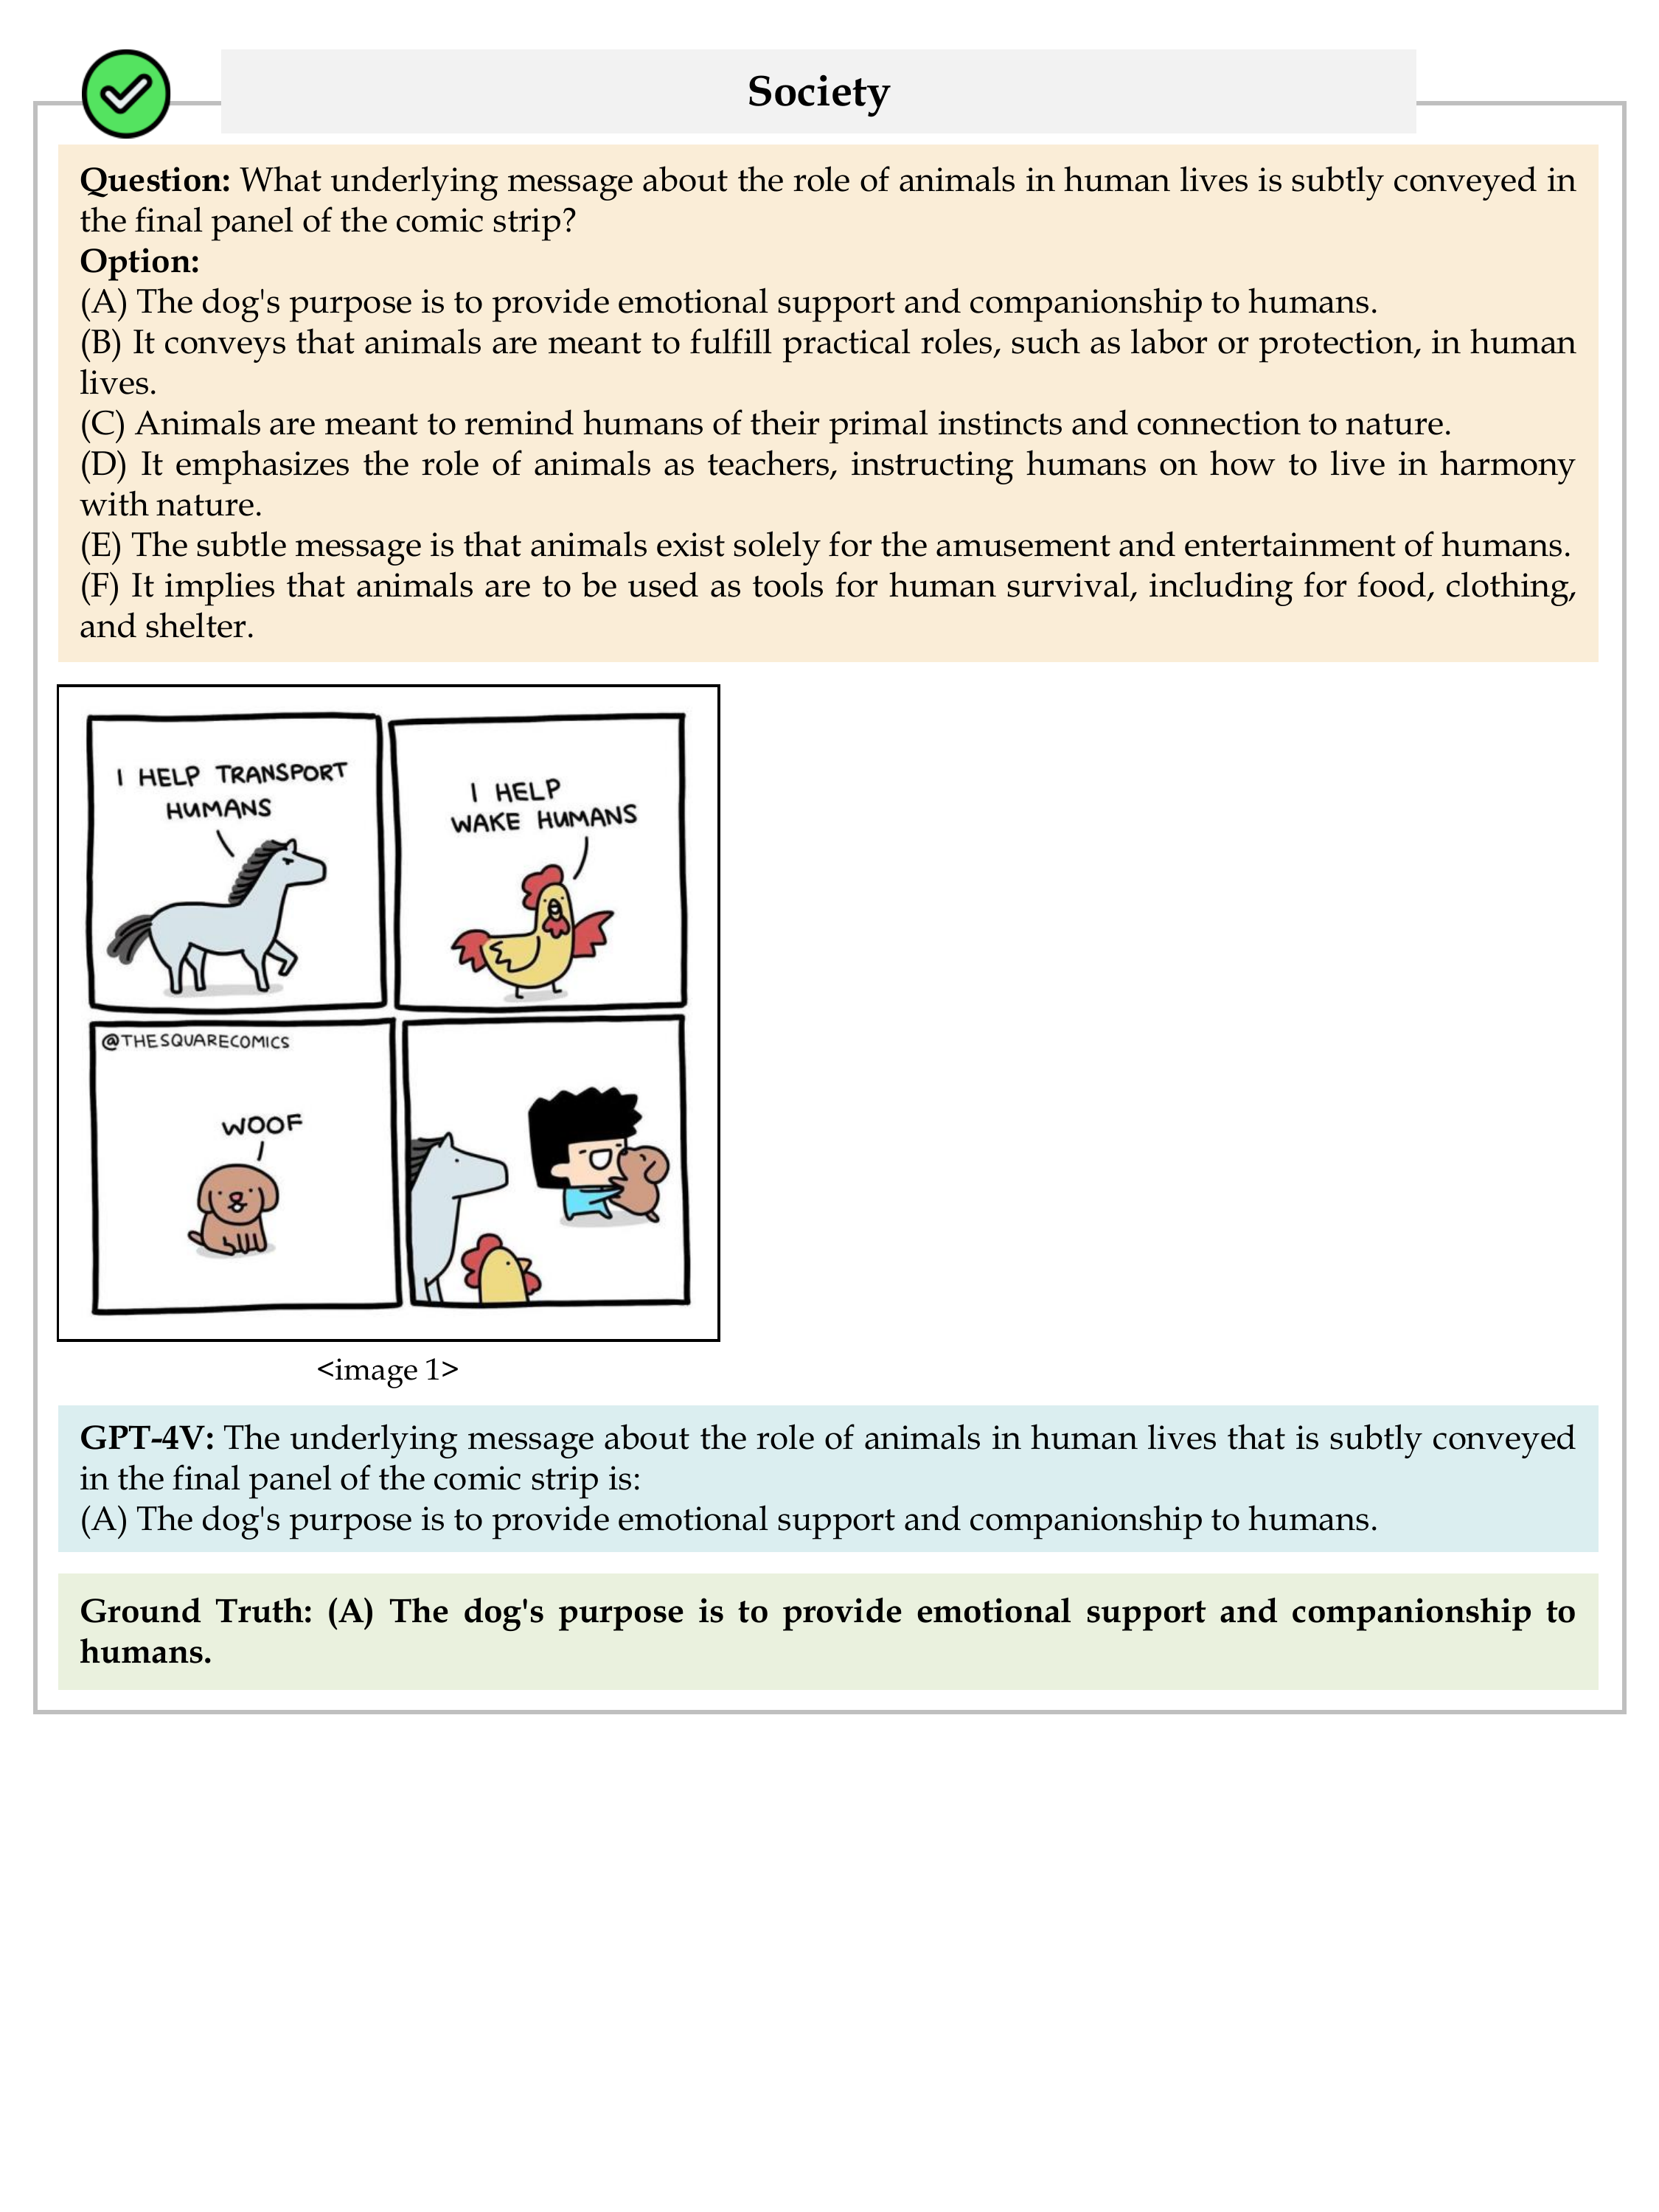 Society
Question: What underlying message about the role of animals in human lives is subtly conveyed in
the final panel of the comic strip?
Option:
(A) The dog's purpose is to provide emotional support and companionship to humans.
(B) It conveys that animals are meant to fulfill practical roles, such as labor or protection, in human
lives.
(C) Animals are meant to remind humans of their primal instincts and connection to nature.
(D) It emphasizes the role of animals as teachers, instructing humans on how to live in harmony
with nature.
(E) The subtle message is that animals exist solely for the amusement and entertainment of humans.
(F) It implies that animals are to be used as tools for human survival, including for food, clothing,
and shelter.
I HELP TRANSPORT
HUMANS
I HELP
WAKE HUMANS
@THESQUARECOMICS
WOOF
<image 1>
GPT-4V: The underlying message about the role of animals in human lives that is subtly conveyed
in the final panel of the comic strip is:
(A) The dog's purpose is to provide emotional support and companionship to humans.
Ground Truth: (A) The dog's purpose is to provide emotional support and companionship to
humans.